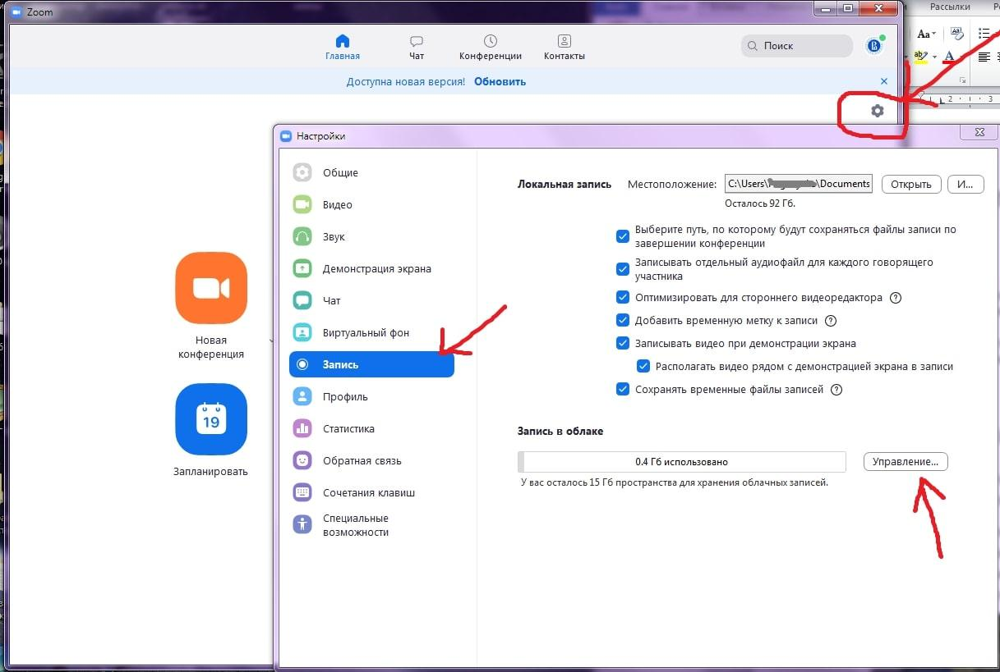 Zoom
Рассылки
Главная
Чат
Конференции
Контакты
Поиск
Aa
Доступна новая версия! Обновить
2 3
Настройки
Общие
Видео
Звук
Демонстрация экрана
Чат
Виртуальный фон
Запись
Профиль
Статистика
Обратная связь
Сочетания клавиш
Специальные
возможности
Новая
конференция
19
Запланировать
Локальная запись
Местоположение:
C:\Users\ \Documents
Открыть
И...
Осталось 92 Гб.
Выберите путь, по которому будут сохраняться файлы записи по
завершении конференции
Записывать отдельный аудиофайл для каждого говорящего
участника
Оптимизировать для стороннего видеоредактора ?
Добавить временную метку к записи ?
Записывать видео при демонстрации экрана
Располагать видео рядом с демонстрацией экрана в записи
Сохранять временные файлы записей ?
Запись в облаке
0.4 Гб использовано
Управление...
У вас осталось 15 Гб пространства для хранения облачных записей.